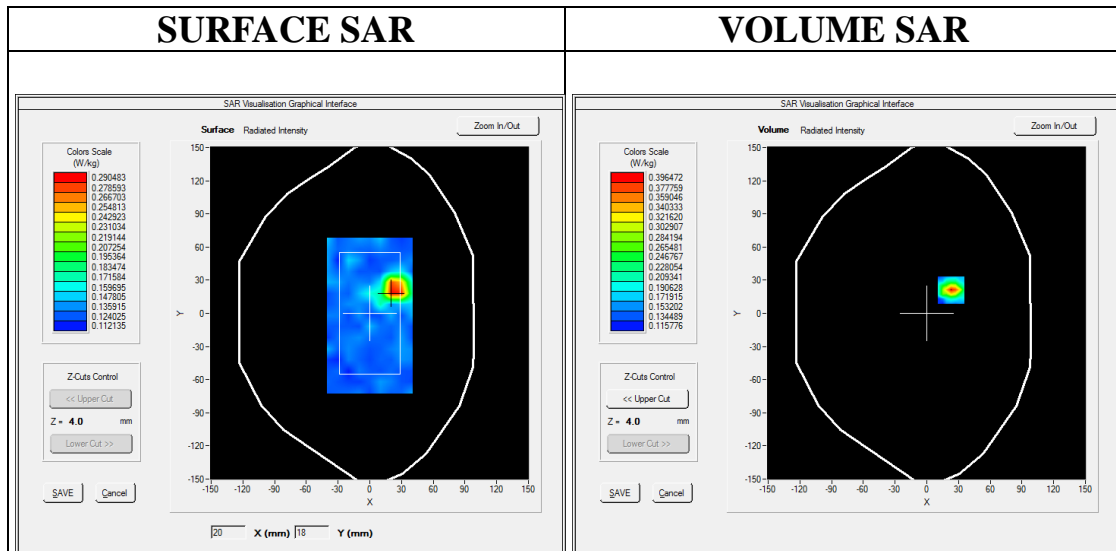 SURFACE SAR
VOLUME SAR
SAR Visualisation Graphical Interface
Surface Radiated Intensity
Zoom In/Out
Colors Scale
(W/kg)
0.290483
0.278593
0.266703
0.254813
0.242923
0.231034
0.219144
0.207254
0.195364
0.183474
0.171584
0.159695
0.147805
0.135915
0.124025
0.112135
Z-Cuts Control
<< Upper Cut
Z = 4.0 mm
Lower Cut >>
SAVE Cancel
150
120
90
60
30
0
-30
-60
-90
-120
-150
Y
-150 -120 -90 -60 -30 0 30 60 90 120 150
X
20 X (mm) 18 Y (mm)
SAR Visualisation Graphical Interface
Volume Radiated Intensity
Zoom In/Out
Colors Scale
(W/kg)
0.396472
0.377759
0.359046
0.340333
0.321620
0.302907
0.284194
0.265481
0.246767
0.228054
0.209341
0.190628
0.171915
0.153202
0.134489
0.115776
Z-Cuts Control
<< Upper Cut
Z = 4.0 mm
Lower Cut >>
SAVE Cancel
150
120
90
60
30
0
-30
-60
-90
-120
-150
Y
-150 -120 -90 -60 -30 0 30 60 90 120 150
X